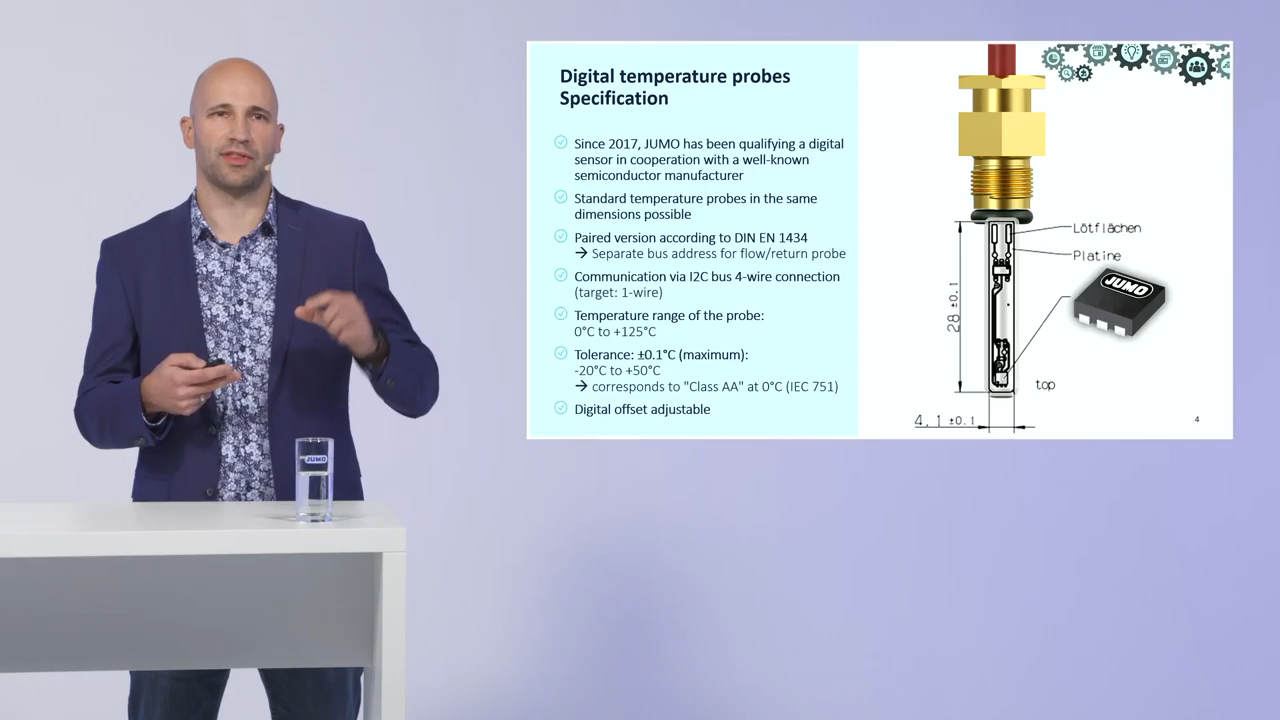 Digital temperature probes
Specification
Since 2017, JUMO has been qualifying a digital
sensor in cooperation with a well-known
semiconductor manufacturer
Standard temperature probes in the same
dimensions possible
Paired version according to DIN EN 1434
→ Separate bus address for flow/return probe
Communication via I2C bus 4-wire connection
(target: 1-wire)
Temperature range of the probe:
0°C to +125°C
Tolerance: ±0.1°C (maximum):
-20°C to +50°C
→ corresponds to "Class AA" at 0°C (IEC 751)
Digital offset adjustable
Lötflächen
Platine
JUMO
28 ±0.1
top
4.1 ±0.1
4
JUMO